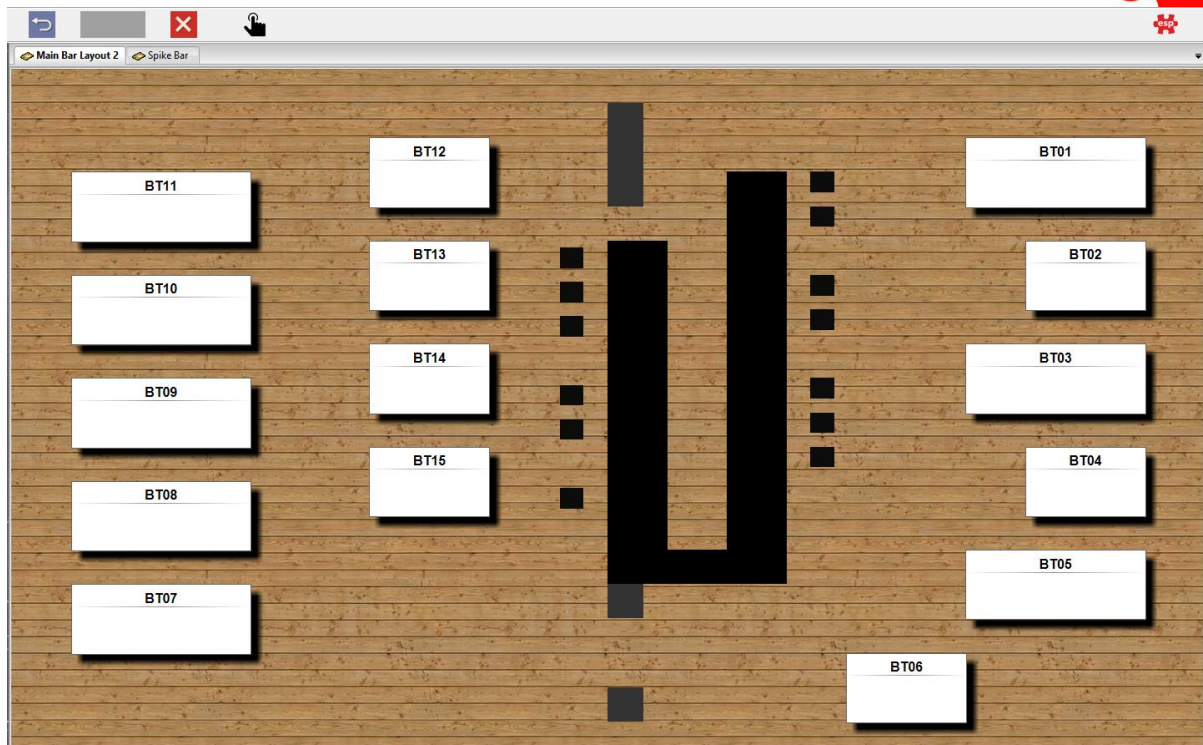 esp
Main Bar Layout 2
Spike Bar
BT12
BT01
BT11
BT13
BT02
BT10
BT14
BT03
BT09
BT15
BT04
BT08
BT05
BT07
BT06